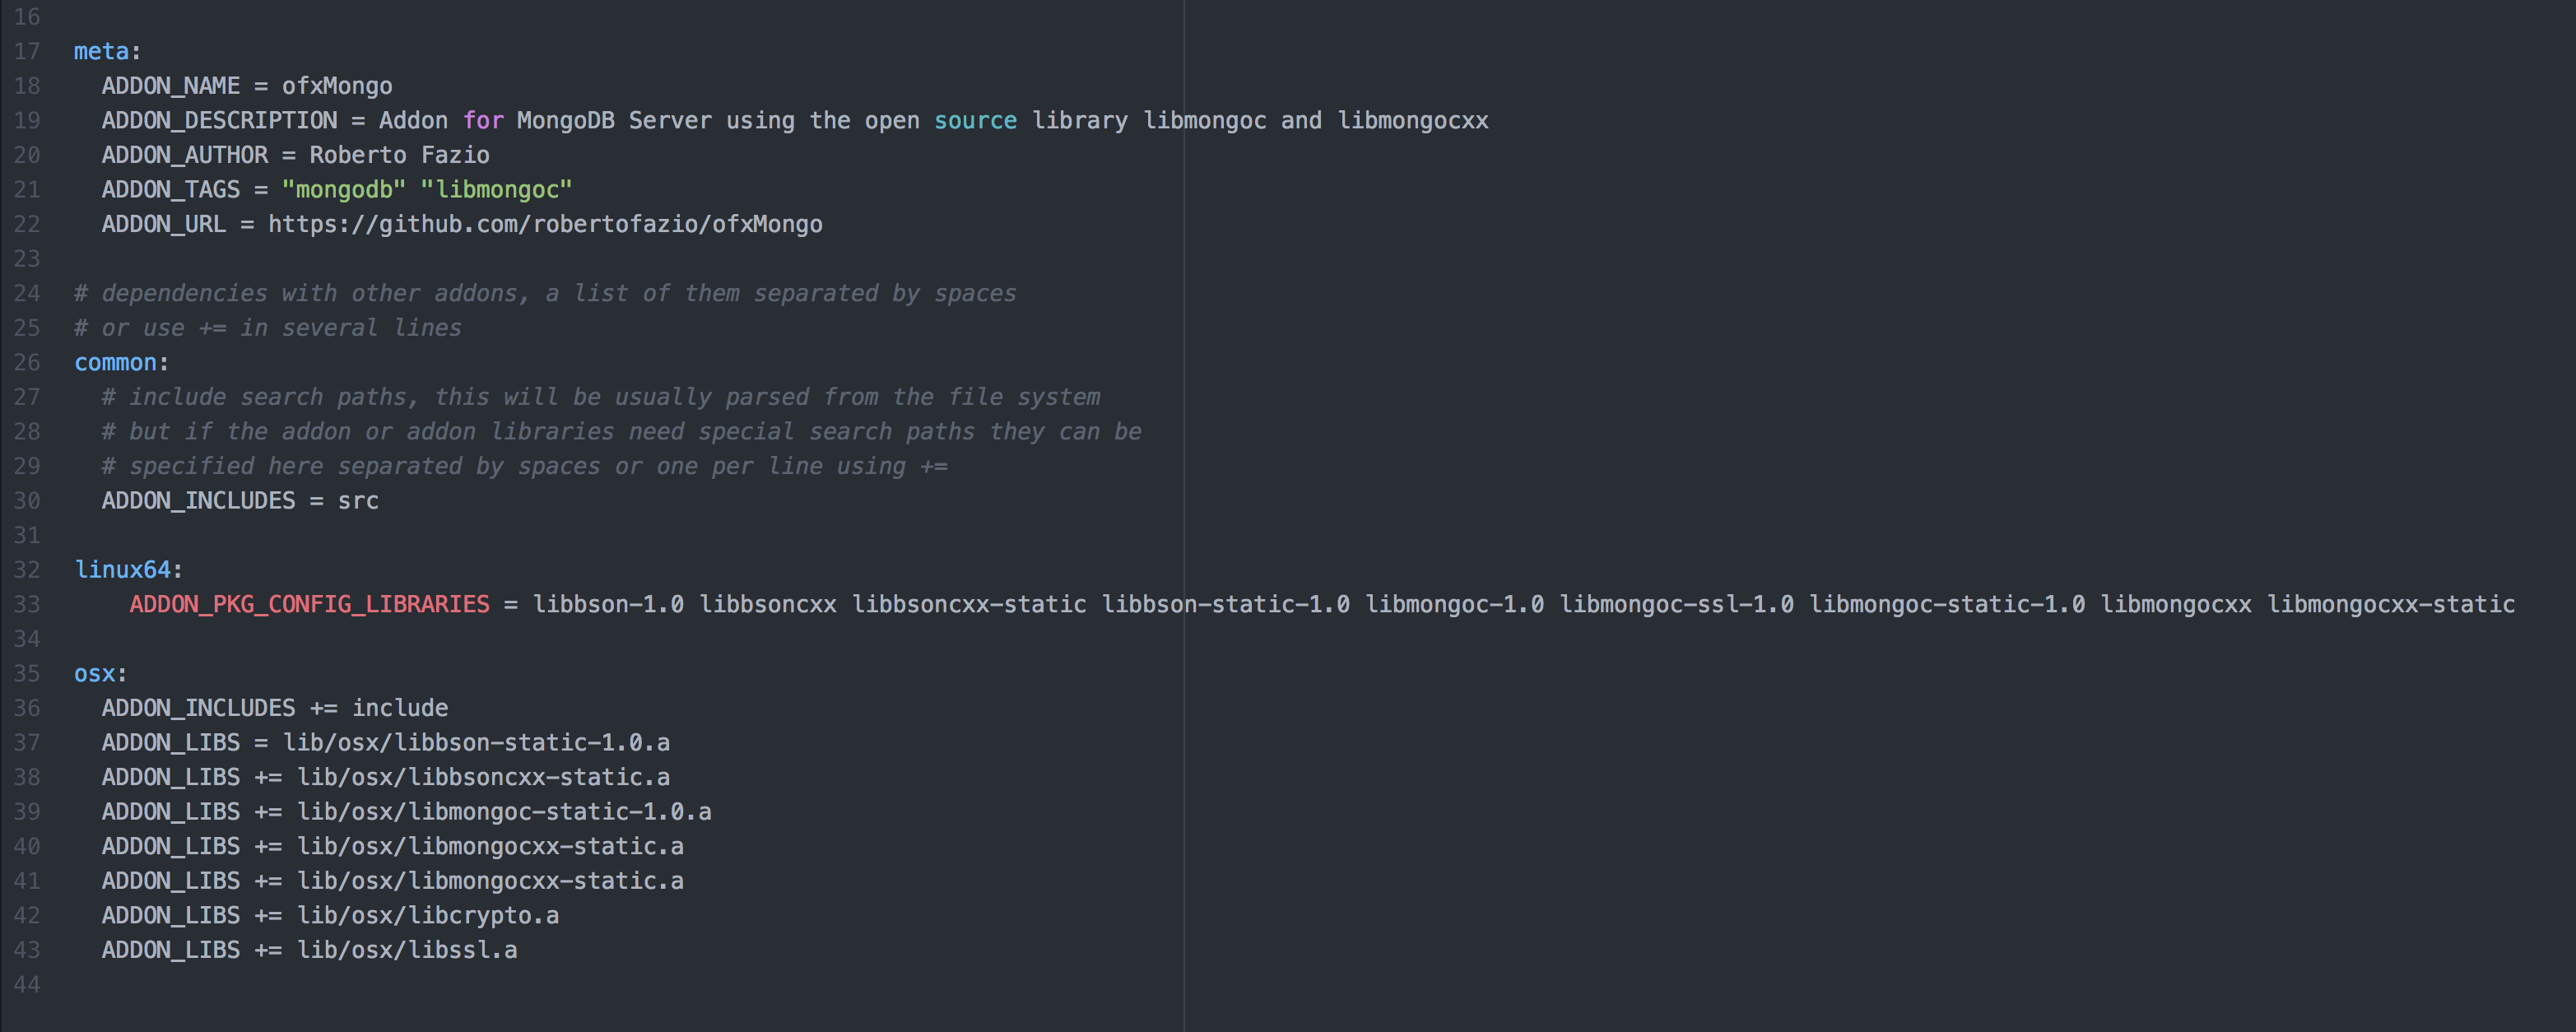 16
17 meta:
18 ADDON_NAME = ofxMongo
19 ADDON_DESCRIPTION = Addon for MongoDB Server using the open source library libmongoc and libmongocxx
20 ADDON_AUTHOR = Roberto Fazio
21 ADDON_TAGS = "mongodb" "libmongoc"
22 ADDON_URL = https://github.com/robertofazio/ofxMongo
23
24 # dependencies with other addons, a list of them separated by spaces
25 # or use += in several lines
26 common:
27 # include search paths, this will be usually parsed from the file system
28 # but if the addon or addon libraries need special search paths they can be
29 # specified here separated by spaces or one per line using +=
30 ADDON_INCLUDES = src
31
32 linux64:
33 ADDON_PKG_CONFIG_LIBRARIES = libbson-1.0 libbsoncxx libbsoncxx-static libbson-static-1.0 libmongoc-1.0 libmongoc-ssl-1.0 libmongoc-static-1.0 libmongocxx libmongocxx-static
34
35 osx:
36 ADDON_INCLUDES += include
37 ADDON_LIBS = lib/osx/libbson-static-1.0.a
38 ADDON_LIBS += lib/osx/libbsoncxx-static.a
39 ADDON_LIBS += lib/osx/libmongoc-static-1.0.a
40 ADDON_LIBS += lib/osx/libmongocxx-static.a
41 ADDON_LIBS += lib/osx/libmongocxx-static.a
42 ADDON_LIBS += lib/osx/libcrypto.a
43 ADDON_LIBS += lib/osx/libssl.a
44